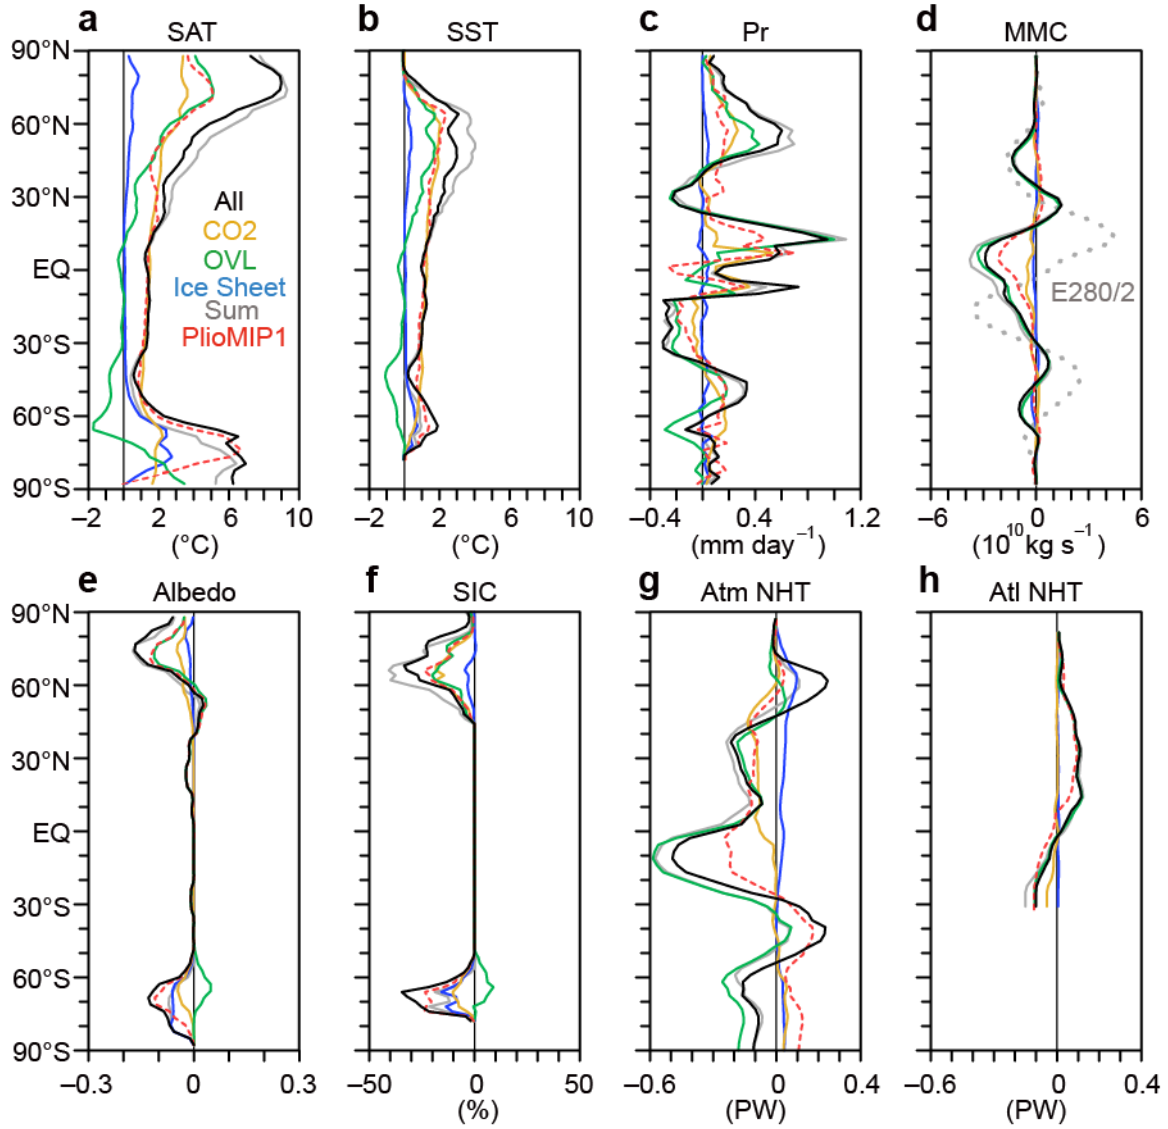 a SAT
b SST
c Pr
d MMC
90°N
60°N
30°N
EQ
30°S
60°S
90°S
All
CO2
OVL
Ice Sheet
Sum
PlioMIP1
E280/2
−2 2 6 10
(°C)
−2 2 6 10
(°C)
−0.4 0.4 1.2
(mm day⁻¹)
−6 0 6
(10¹⁰kg s⁻¹)
e Albedo
f SIC
g Atm NHT
h Atl NHT
90°N
60°N
30°N
EQ
30°S
60°S
90°S
−0.3 0 0.3
−50 0 50
(%)
−0.6 0 0.4
(PW)
−0.6 0 0.4
(PW)